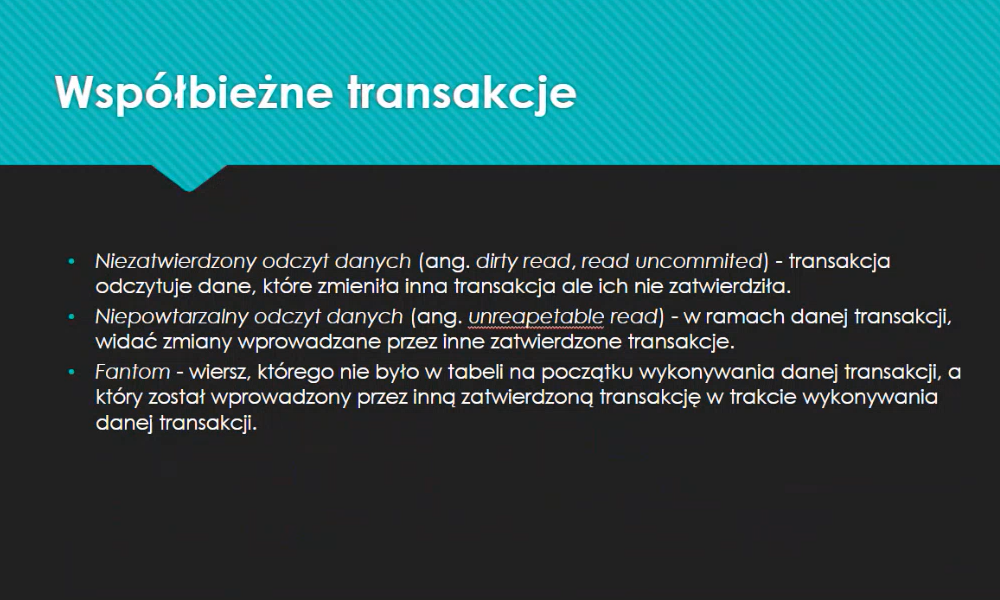 Współbieżne transakcje
• Niezatwierdzony odczyt danych (ang. dirty read, read uncommited) - transakcja
odczytuje dane, które zmieniła inna transakcja ale ich nie zatwierdziła.
• Niepowtarzalny odczyt danych (ang. unreapetable read) - w ramach danej transakcji,
widać zmiany wprowadzane przez inne zatwierdzone transakcje.
• Fantom - wiersz, którego nie było w tabeli na początku wykonywania danej transakcji, a
który został wprowadzony przez inną zatwierdzoną transakcję w trakcie wykonywania
danej transakcji.